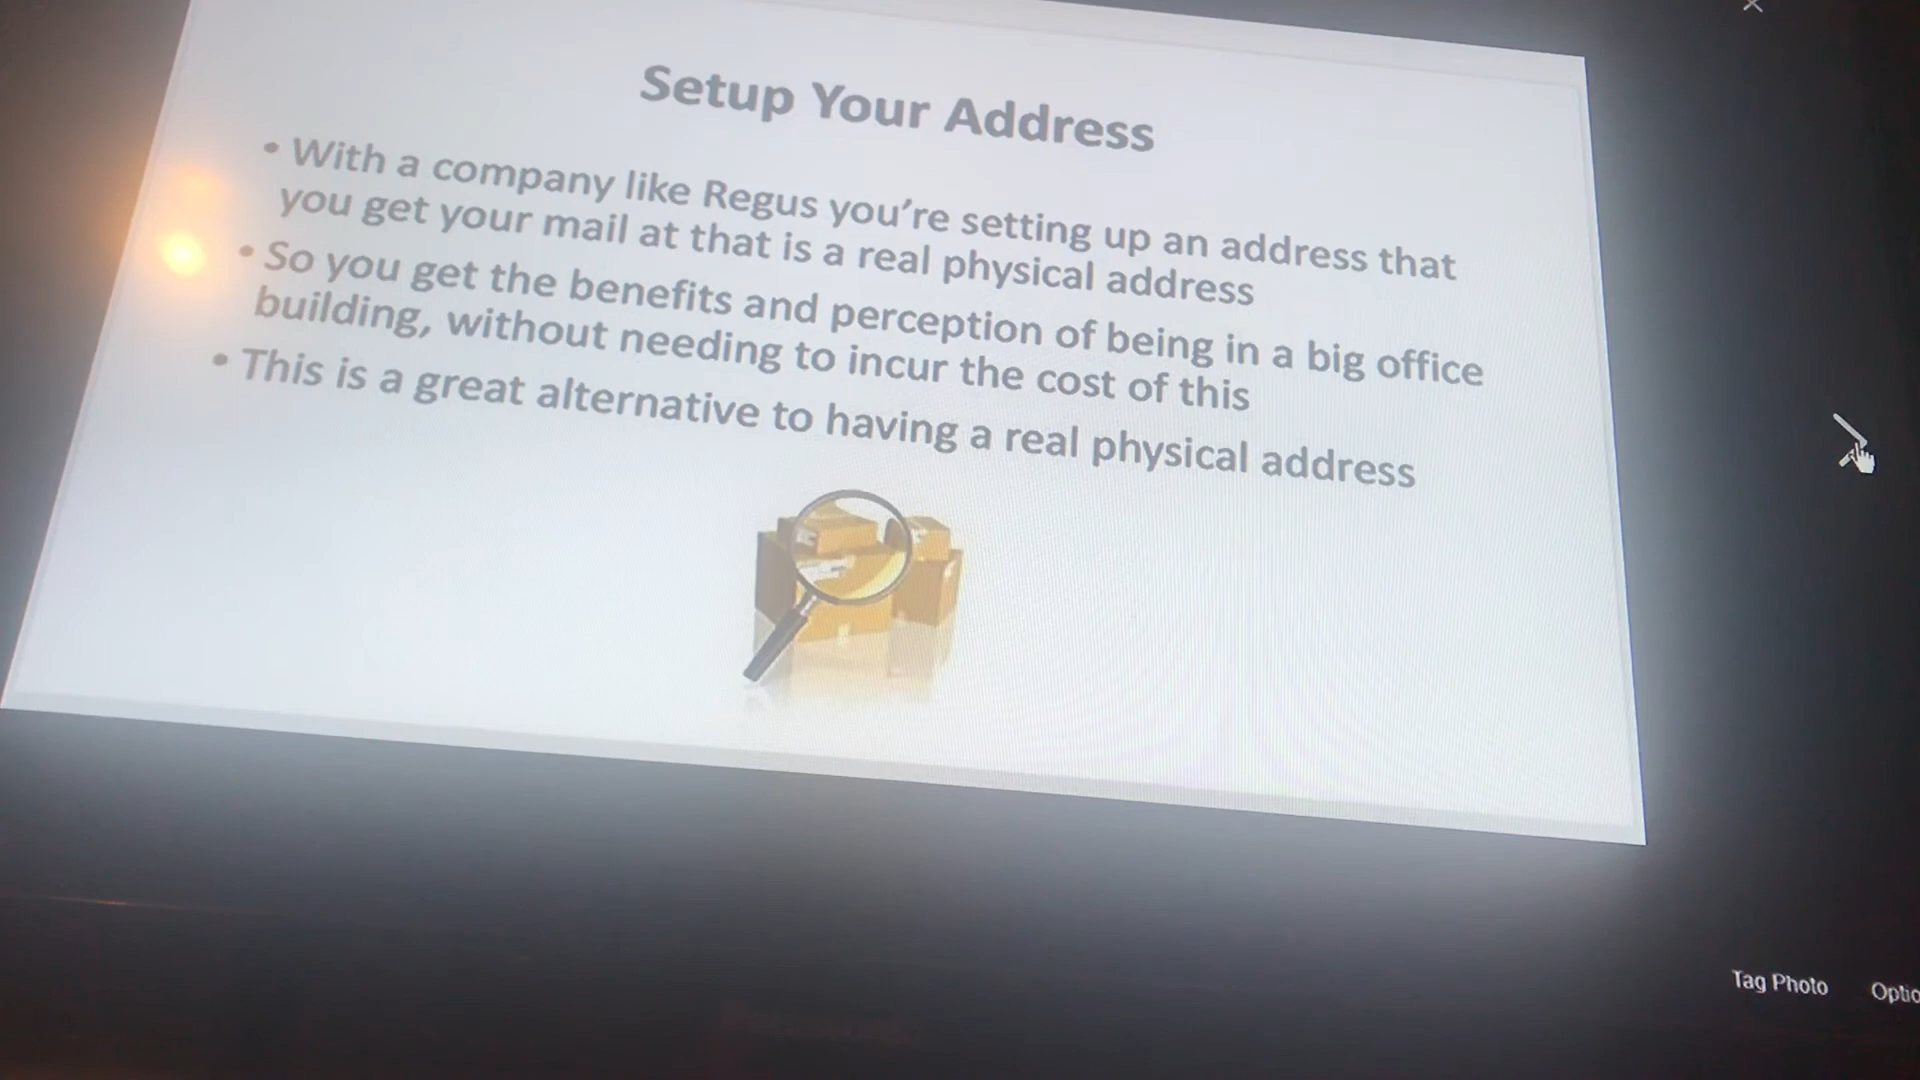 Setup Your Address
• With a company like Regus you’re setting up an address that
you get your mail at that is a real physical address
• So you get the benefits and perception of being in a big office
building, without needing to incur the cost of this
• This is a great alternative to having a real physical address
Tag Photo Optio